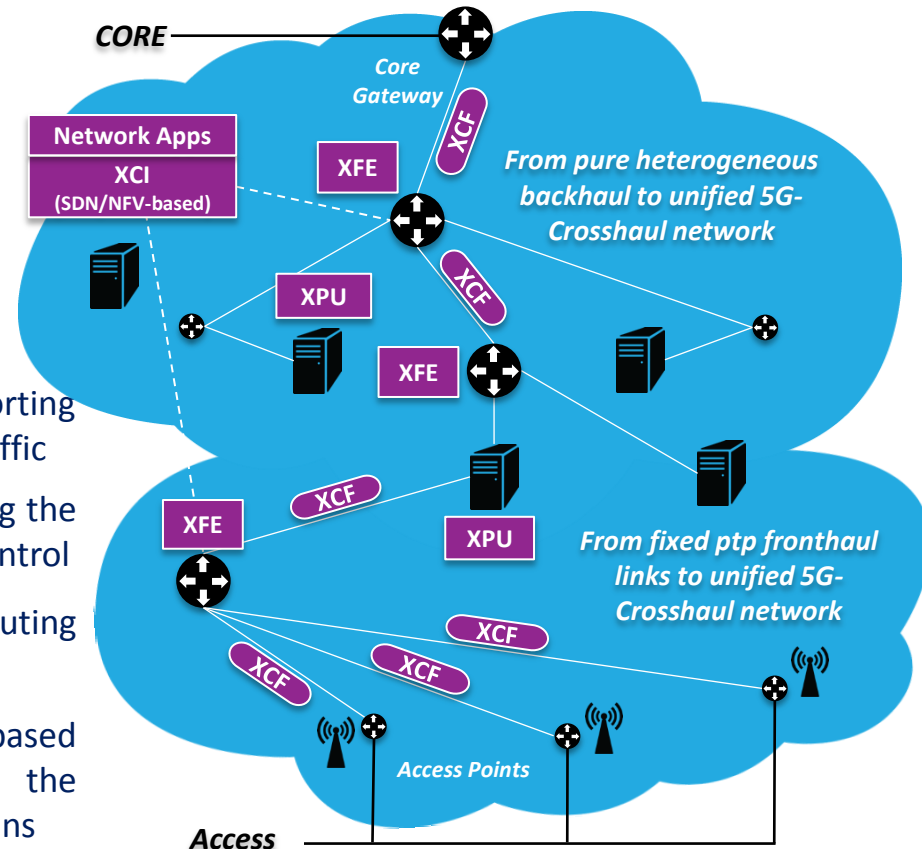 CORE
Core
Gateway
XCF
Network Apps
XCI
(SDN/NFV-based)
XFE
From pure heterogeneous
backhaul to unified 5G-
Crosshaul network
XCF
XPU
XFE
orting
ffic
g the
ntrol
uting
based
the
ns
XFE
XCF
XPU
From fixed ptp fronthaul
links to unified 5G-
Crosshaul network
XCF
XCF
XCF
Access Points
Access